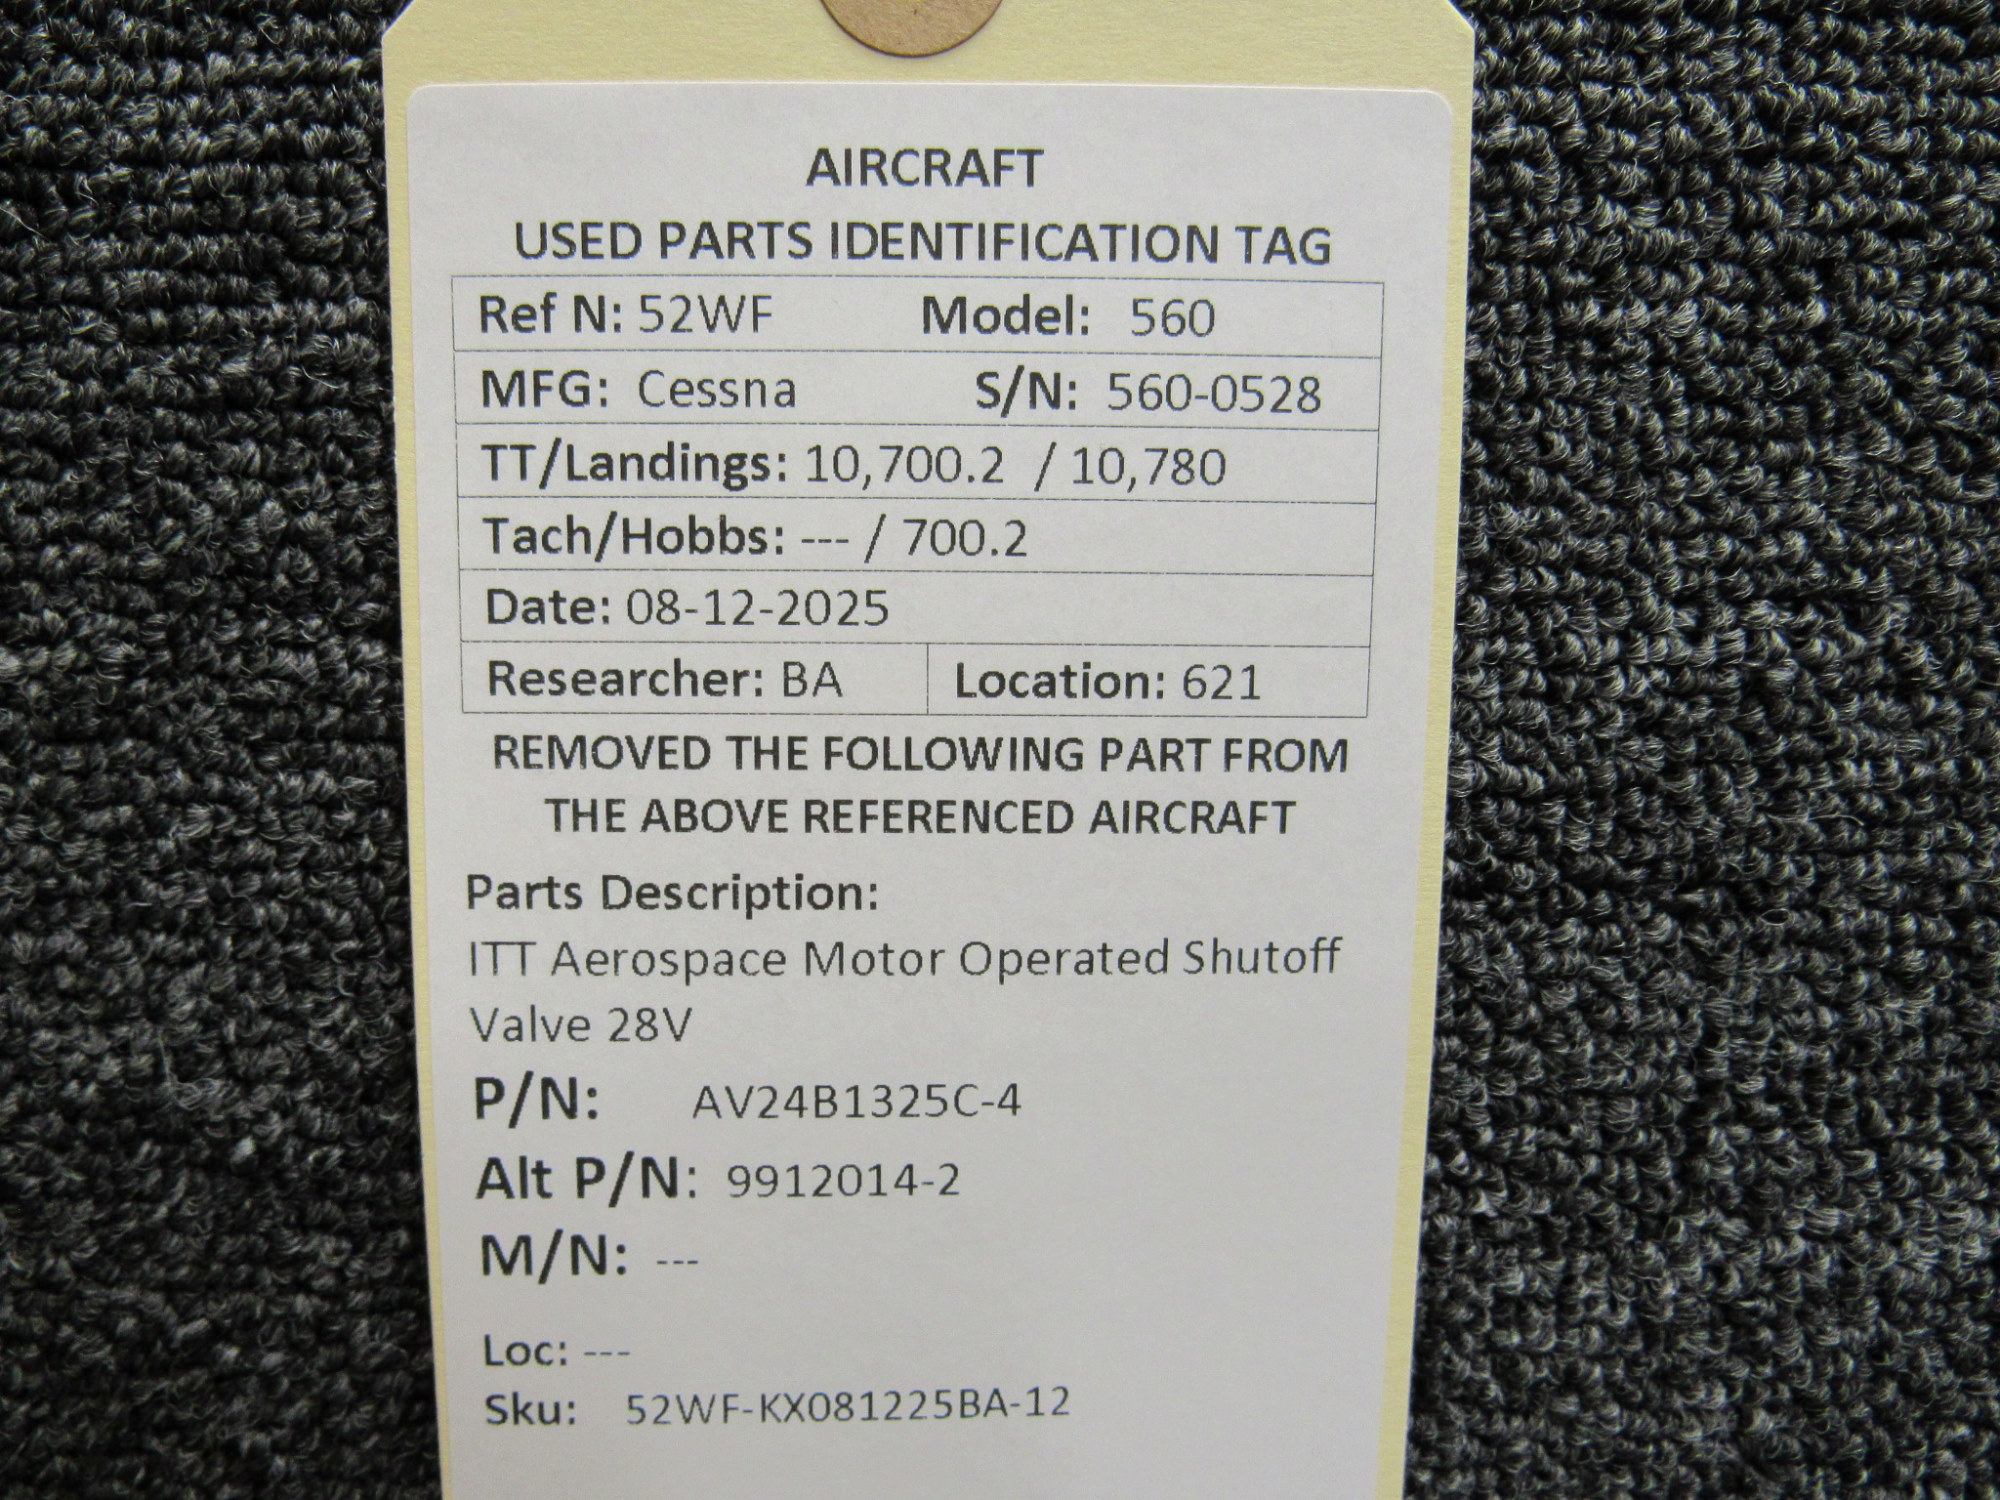 AIRCRAFT
USED PARTS IDENTIFICATION TAG
Ref N: 52WF Model: 560
MFG: Cessna S/N: 560-0528
TT/Landings: 10,700.2 / 10,780
Tach/Hobbs: --- / 700.2
Date: 08-12-2025
Researcher: BA Location: 621
REMOVED THE FOLLOWING PART FROM
THE ABOVE REFERENCED AIRCRAFT
Parts Description:
ITT Aerospace Motor Operated Shutoff
Valve 28V
P/N: AV24B1325C-4
Alt P/N: 9912014-2
M/N: ---
Loc: ---
Sku: 52WF-KX081225BA-12